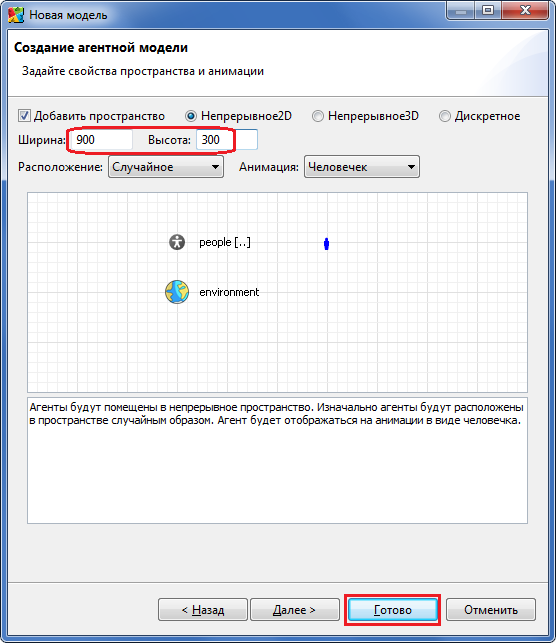 Новая модель
Создание агентной модели
Задайте свойства пространства и анимации
Добавить пространство Непрерывное2D Непрерывное3D Дискретное
Ширина: 900 Высота: 300
Расположение: Случайное Анимация: Человечек
people [..]
environment
Агенты будут помещены в непрерывное пространство. Изначально агенты будут расположены
в пространстве случайным образом. Агент будет отображаться на анимации в виде человечка.
< Назад Далее > Готово Отменить